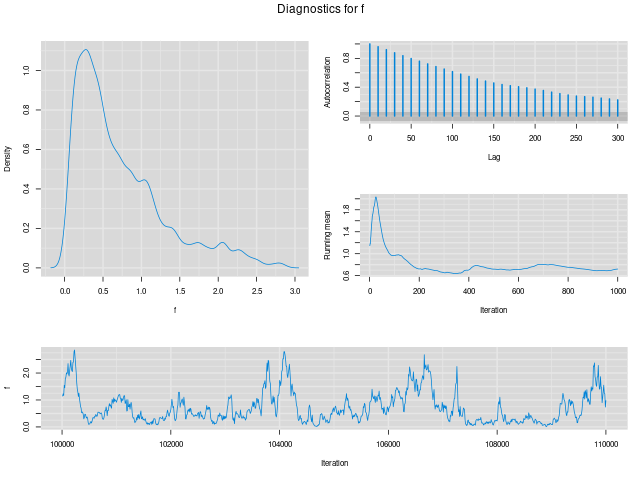 Diagnostics for f
Density
0.0 0.2 0.4 0.6 0.8 1.0
0.0 0.5 1.0 1.5 2.0 2.5 3.0
f
Autocorrelation
0.0 0.4 0.8
0 50 100 150 200 250 300
Lag
Running mean
0.6 1.0 1.4 1.8
0 200 400 600 800 1000
Iteration
f
0.0 1.0 2.0
100000 102000 104000 106000 108000 110000
Iteration